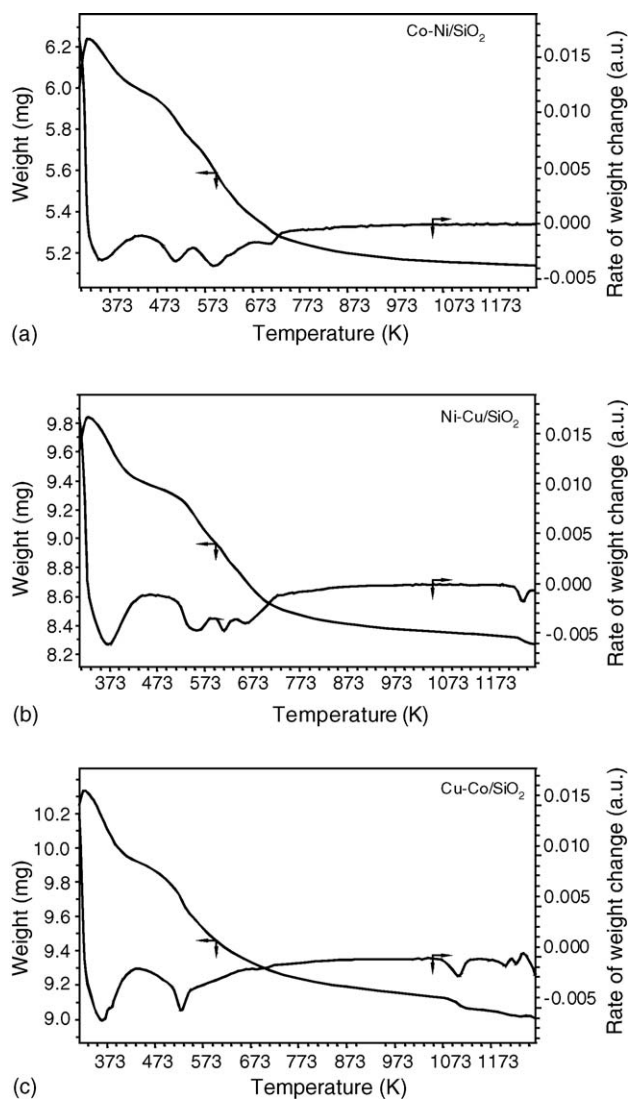 Co-Ni/SiO₂
Weight (mg)
6.2
6.0
5.8
5.6
5.4
5.2
0.015
0.010
0.005
0.000
-0.005
Rate of weight change (a.u.)
373 473 573 673 773 873 973 1073 1173
Temperature (K)
(a)
Ni-Cu/SiO₂
Weight (mg)
9.8
9.6
9.4
9.2
9.0
8.8
8.6
8.4
8.2
0.015
0.010
0.005
0.000
-0.005
Rate of weight change (a.u.)
373 473 573 673 773 873 973 1073 1173
Temperature (K)
(b)
Cu-Co/SiO₂
Weight (mg)
10.2
10.0
9.8
9.6
9.4
9.2
9.0
0.015
0.010
0.005
0.000
-0.005
Rate of weight change (a.u.)
373 473 573 673 773 873 973 1073 1173
Temperature (K)
(c)